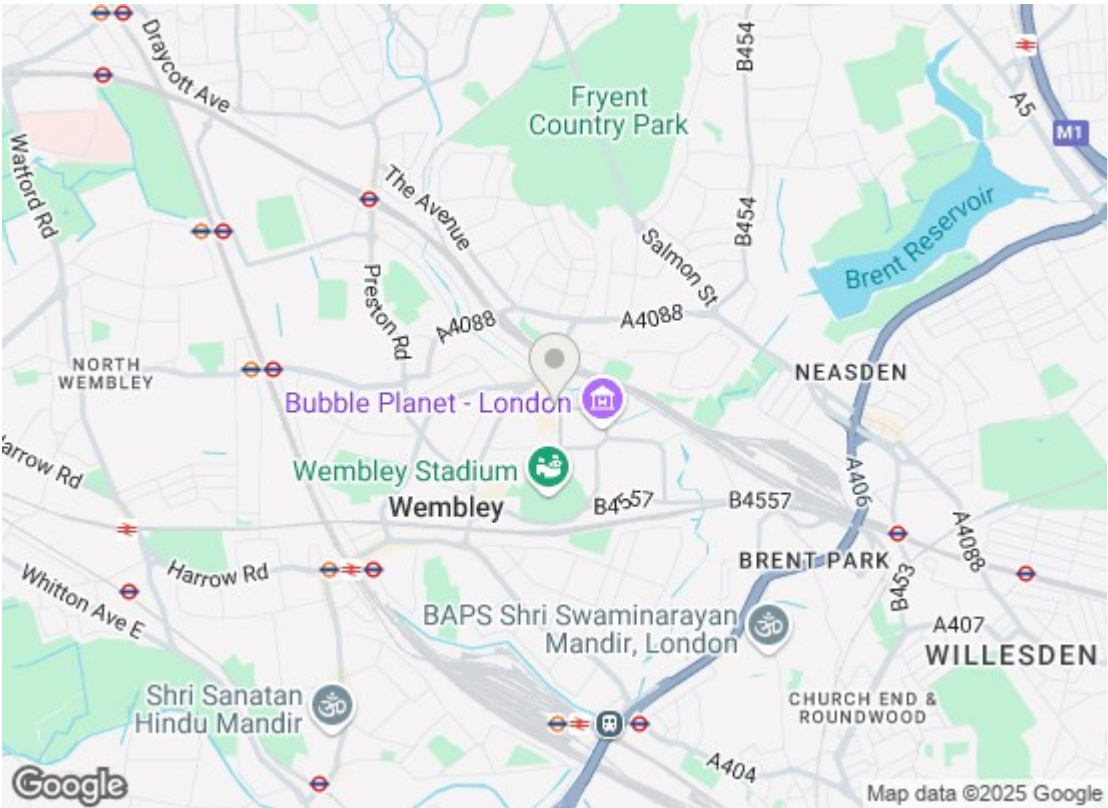 Draycott Ave
B454
Fryent
Country Park
A5
M1
Watford Rd
The Avenue
B454
Brent Reservoir
Salmon St
Preston Rd
A4088
A4088
NORTH
WEMBLEY
NEASDEN
Bubble Planet - London
arrow Rd
Wembley Stadium
Wembley
B4557
B4557
A406
A4088
Harrow Rd
BRENT PARK
Whitton Ave E
B453
BAPS Shri Swaminarayan
Mandir, London
A407
WILLESDEN
Shri Sanatan
Hindu Mandir
CHURCH END &
ROUNDWOOD
A404
Google
Map data ©2025 Google